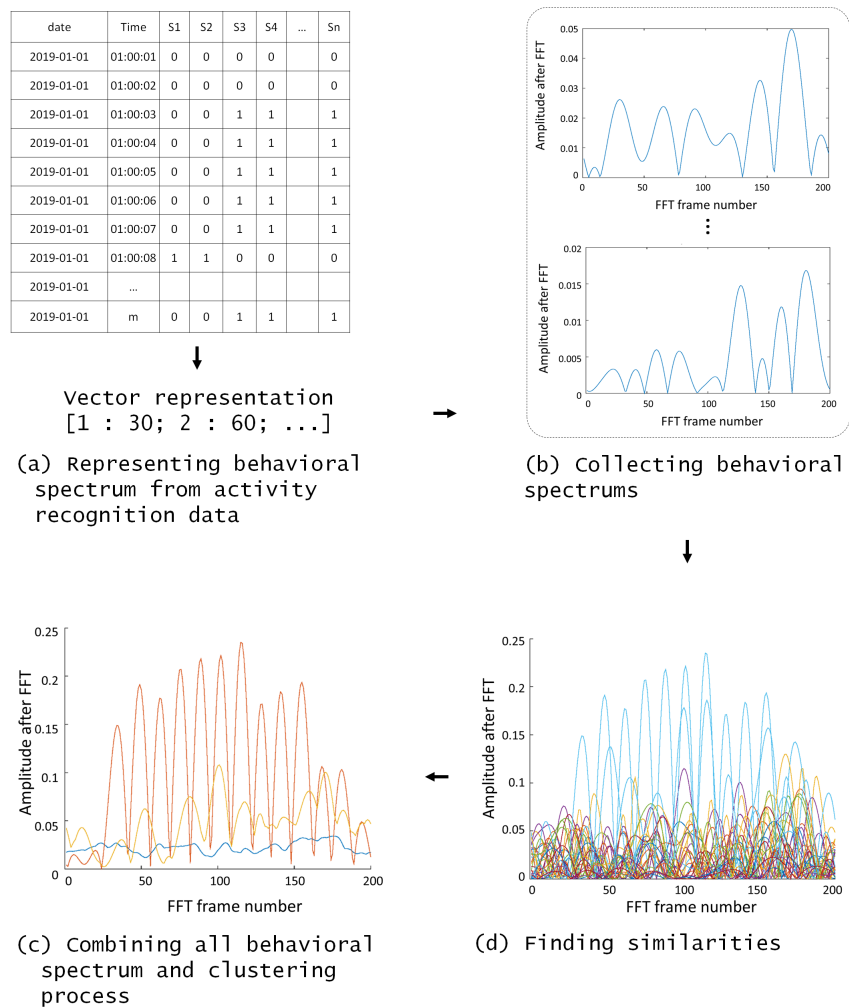 date Time S1 S2 S3 S4 ... Sn
2019-01-01 01:00:01 0 0 0 0 0
2019-01-01 01:00:02 0 0 0 0 0
2019-01-01 01:00:03 0 0 1 1 1
2019-01-01 01:00:04 0 0 1 1 1
2019-01-01 01:00:05 0 0 1 1 1
2019-01-01 01:00:06 0 0 1 1 1
2019-01-01 01:00:07 0 0 1 1 1
2019-01-01 01:00:08 1 1 0 0 0
2019-01-01 ...
2019-01-01 m 0 0 1 1 1
Vector representation
[1 : 30; 2 : 60; ...]
(a) Representing behavioral
spectrum from activity
recognition data
Amplitude after FFT
0.05
0.04
0.03
0.02
0.01
0
0 50 100 150 200
FFT frame number
⋮
Amplitude after FFT
0.02
0.015
0.01
0.005
0
0 50 100 150 200
FFT frame number
(b) Collecting behavioral
spectrums
Amplitude after FFT
0.25
0.2
0.15
0.1
0.05
0
0 50 100 150 200
FFT frame number
(c) Combining all behavioral
spectrum and clustering
process
Amplitude after FFT
0.25
0.2
0.15
0.1
0.05
0
0 50 100 150 200
FFT frame number
(d) Finding similarities